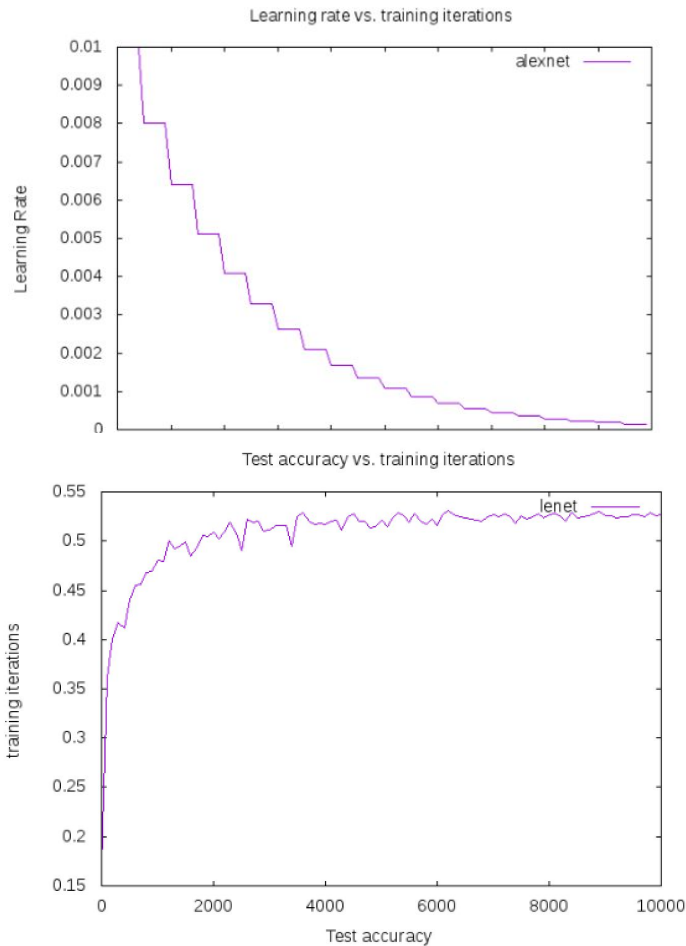 Learning rate vs. training iterations
0.01
alexnet
0.009
0.008
0.007
0.006
0.005
0.004
0.003
0.002
0.001
0
Learning Rate
Test accuracy vs. training iterations
0.55
lenet
0.5
0.45
0.4
0.35
0.3
0.25
0.2
0.15
training iterations
0 2000 4000 6000 8000 10000
Test accuracy